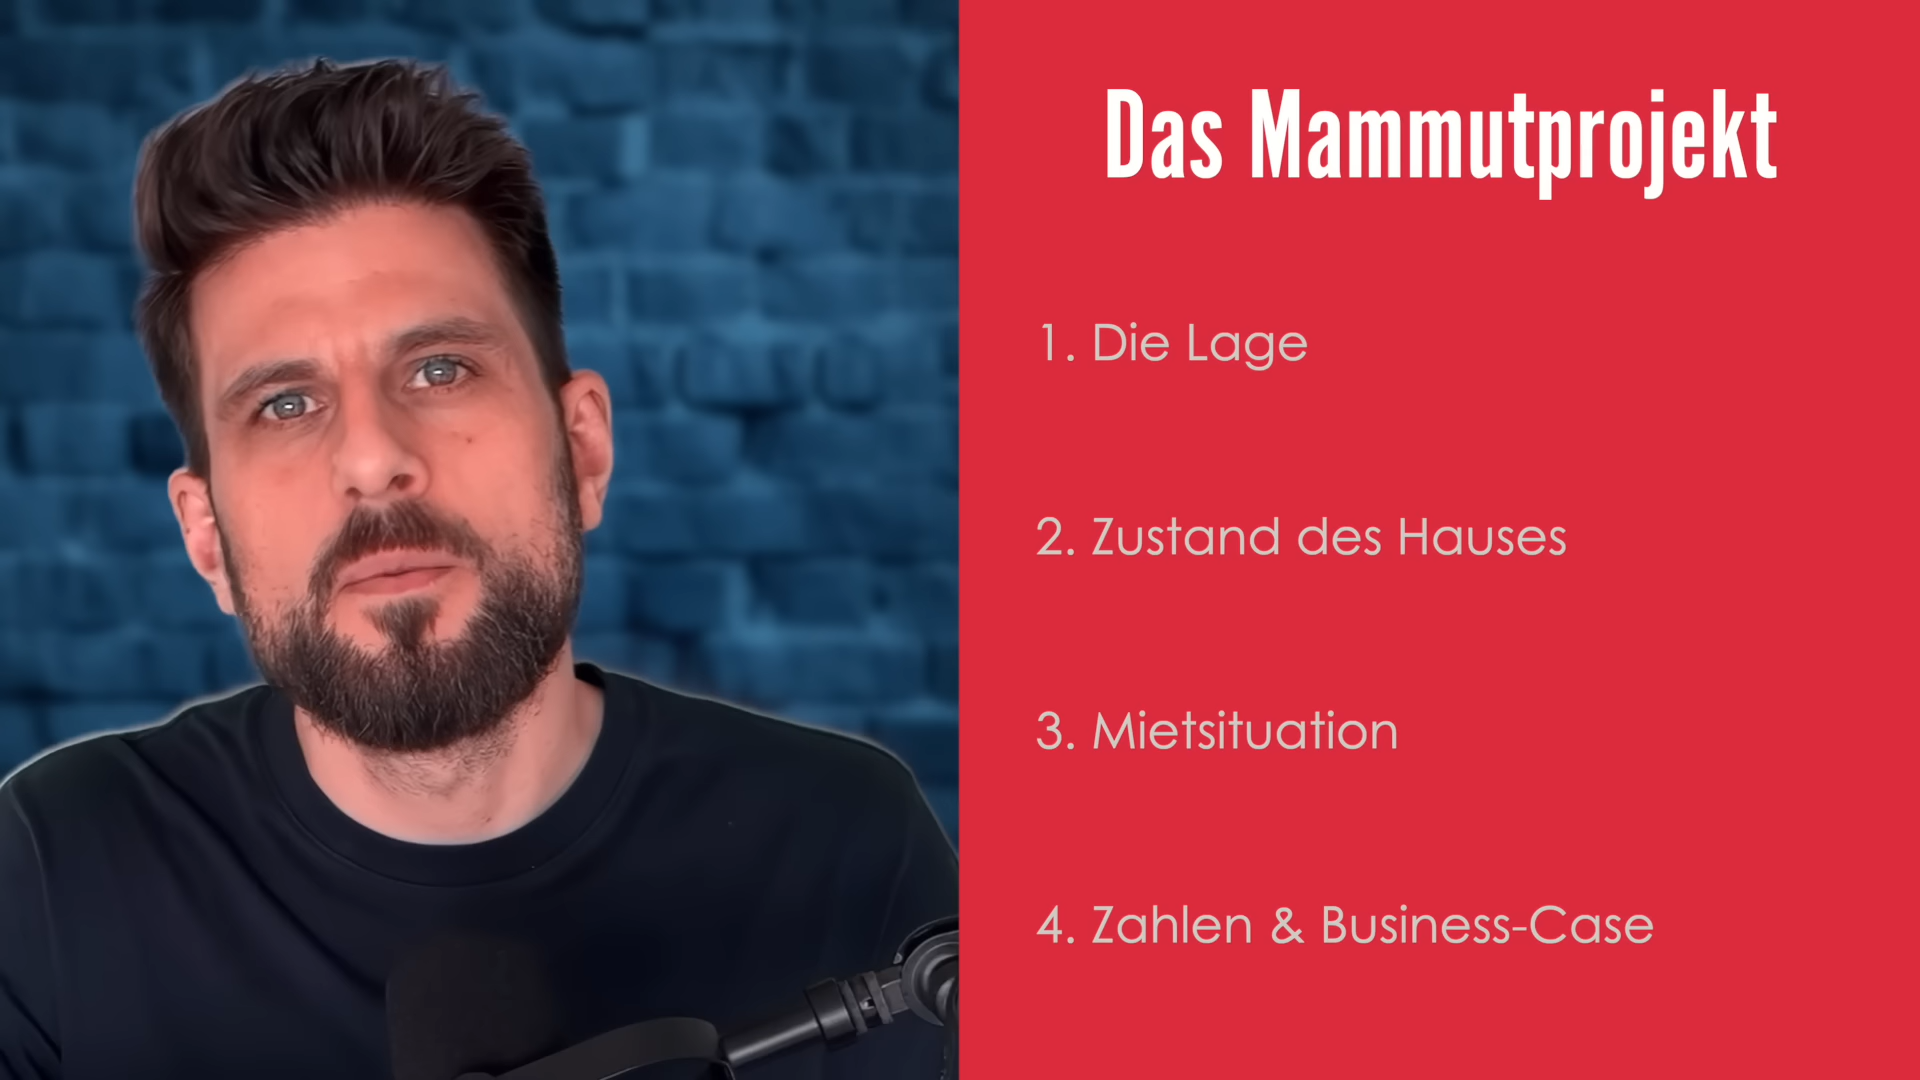 Das Mammutprojekt
1. Die Lage
2. Zustand des Hauses
3. Mietsituation
4. Zahlen & Business-Case